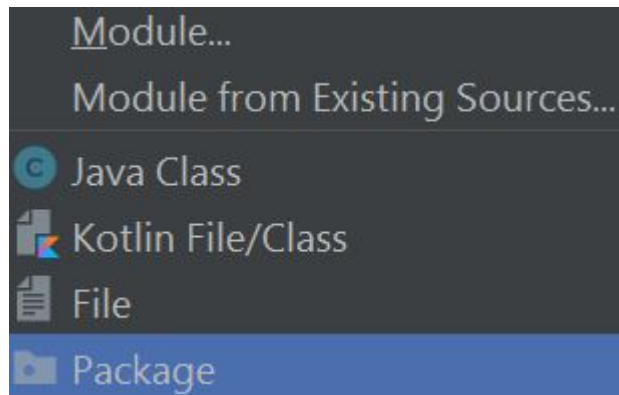 Module...
Module from Existing Sources...
Java Class
Kotlin File/Class
File
Package